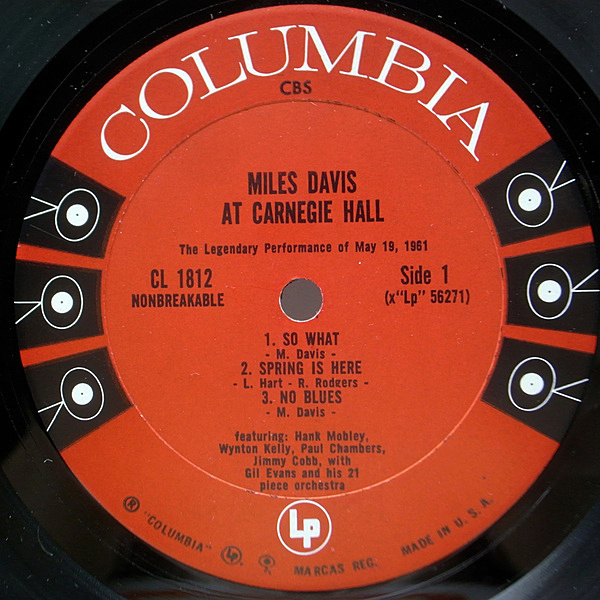 COLUMBIA
CBS
MILES DAVIS
AT CARNEGIE HALL
The Legendary Performance of May 19, 1961
CL 1812
NONBREAKABLE
Side 1
(x"Lp" 56271)
1. SO WHAT
- M. Davis -
2. SPRING IS HERE
- L. Hart - R. Rodgers -
3. NO BLUES
- M. Davis -
featuring: Hank Mobley,
Wynton Kelly, Paul Chambers,
Jimmy Cobb, with
Gil Evans and his 21
piece orchestra
Lp
® "COLUMBIA" Lp MARCAS REG. MADE IN U. S. A.